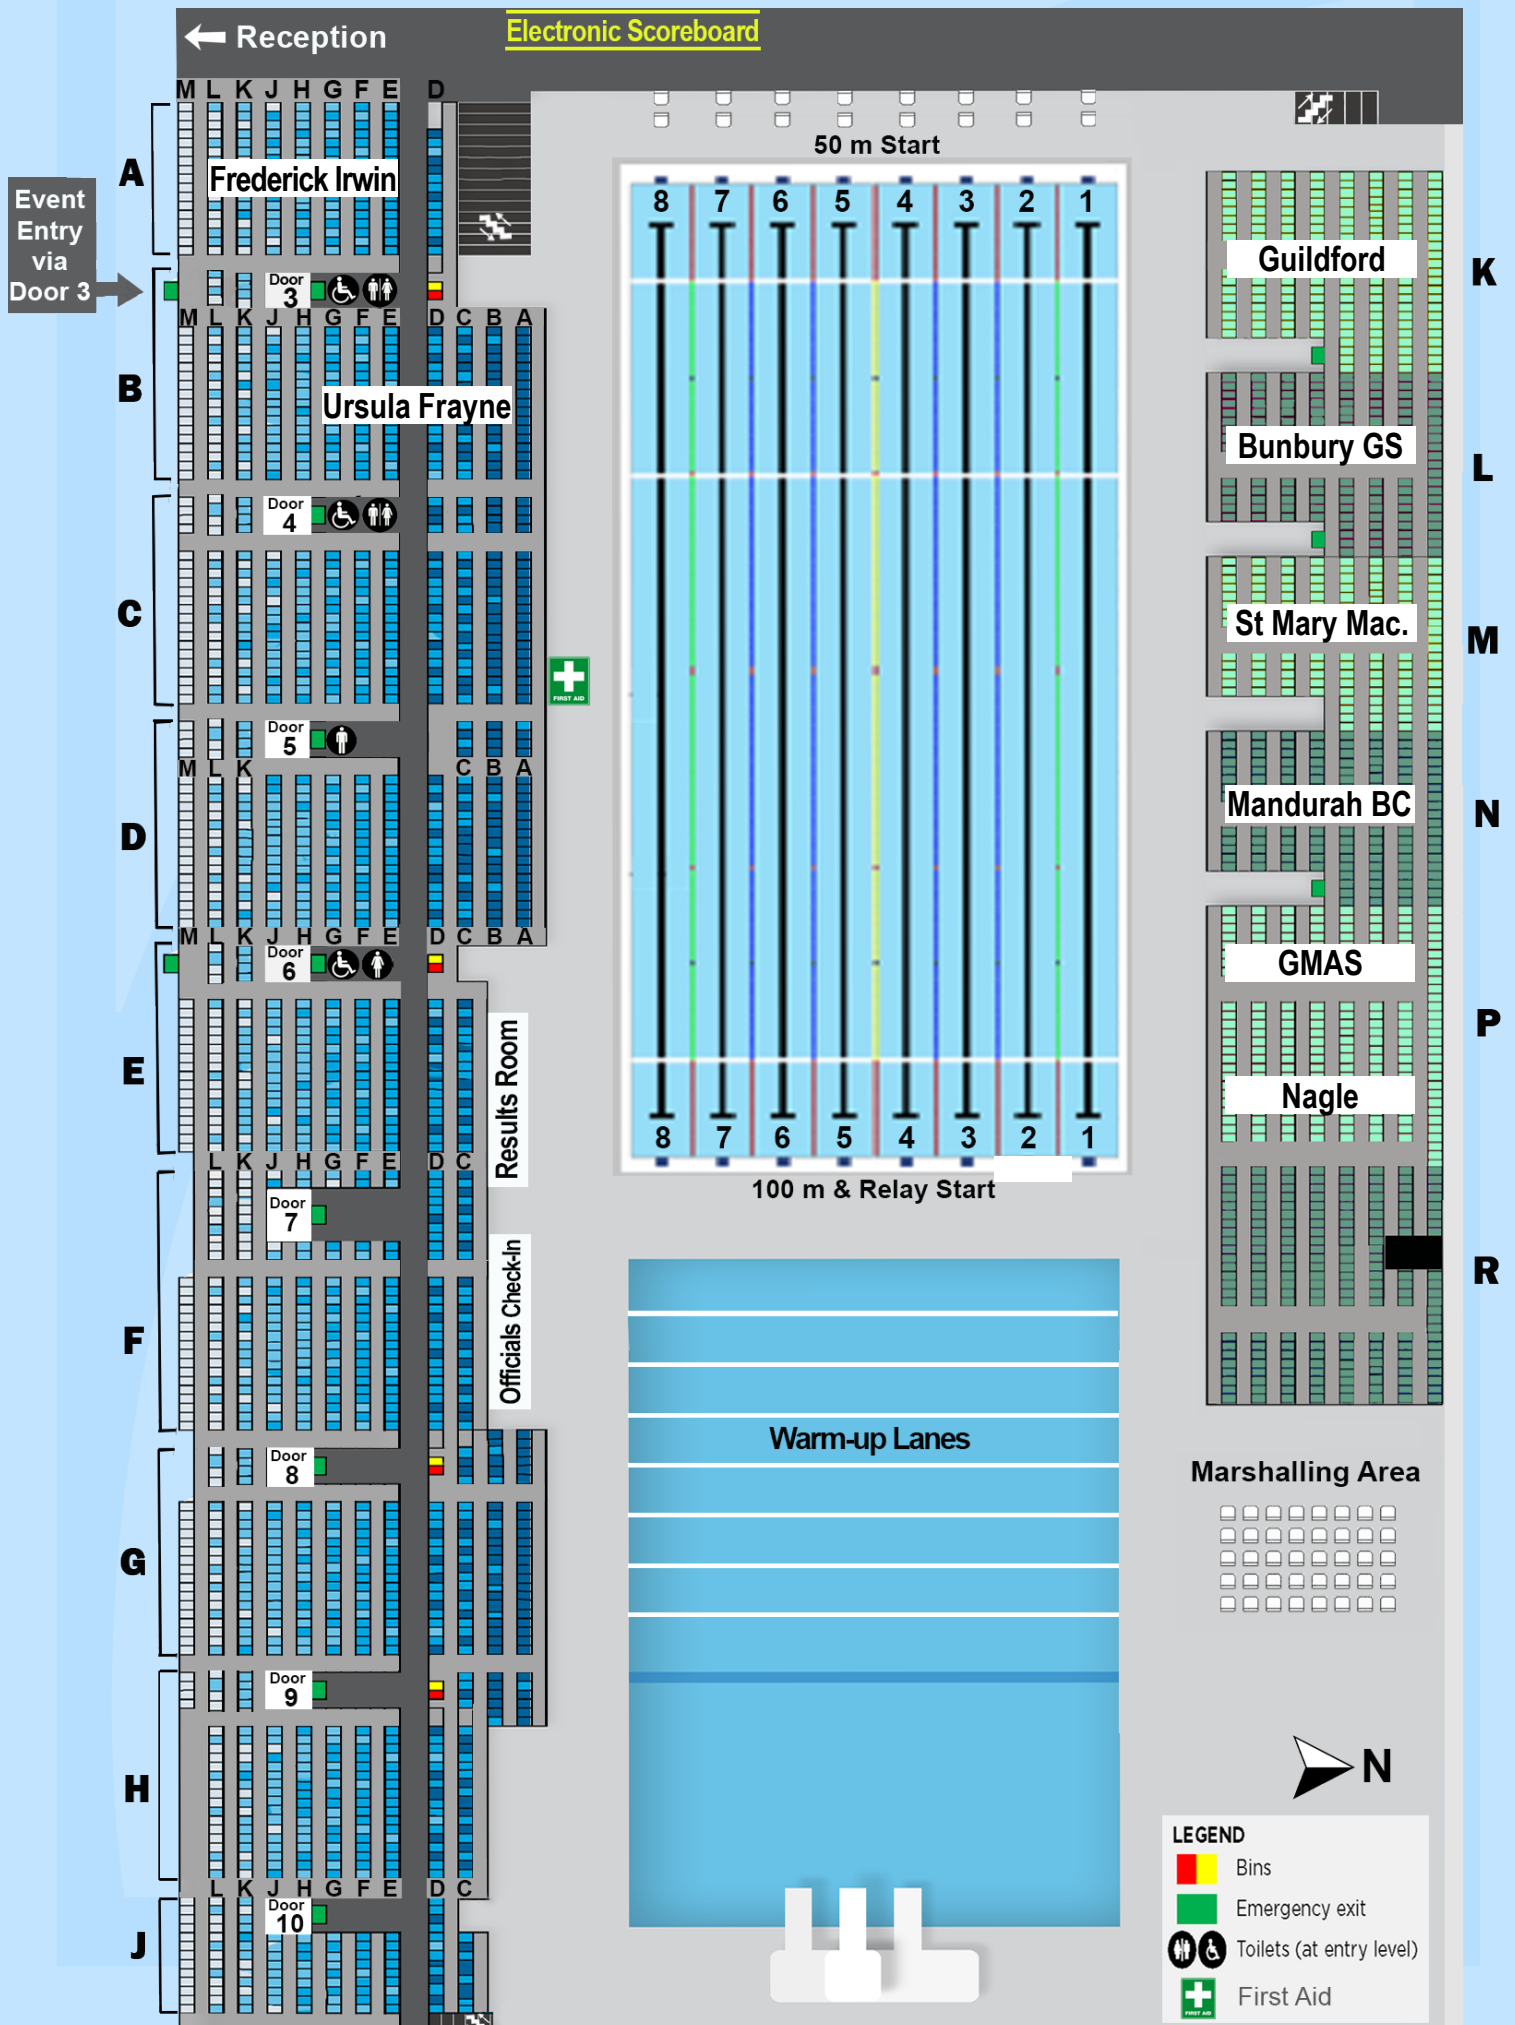 Reception
Electronic Scoreboard
M L K J H G F E D
50 m Start
A
Frederick Irwin
8 7 6 5 4 3 2 1
Event
Entry
via
Door 3
Guildford
K
Door
3
M L K J H G F E D C B A
B
Ursula Frayne
Bunbury GS
L
Door
4
C
St Mary Mac.
M
FIRST AID
Door
5
M L K C B A
D
Mandurah BC
N
M L K J H G F E D C B A
Door
6
GMAS
P
E
Results Room
Nagle
8 7 6 5 4 3 2 1
L K J H G F E D C
100 m & Relay Start
Door
7
R
F
Officials Check-In
Warm-up Lanes
Door
8
Marshalling Area
G
Door
9
H
N
LEGEND
Bins
L K J H G F E D C
Door
10
Emergency exit
J
Toilets (at entry level)
First Aid
FIRST AID